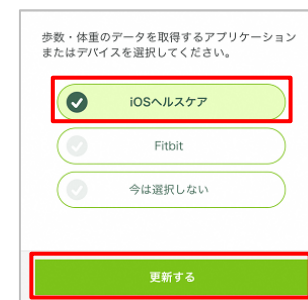 歩数・体重のデータを取得するアプリケーション
またはデバイスを選択してください。
iOSヘルスケア
Fitbit
今は選択しない
更新する